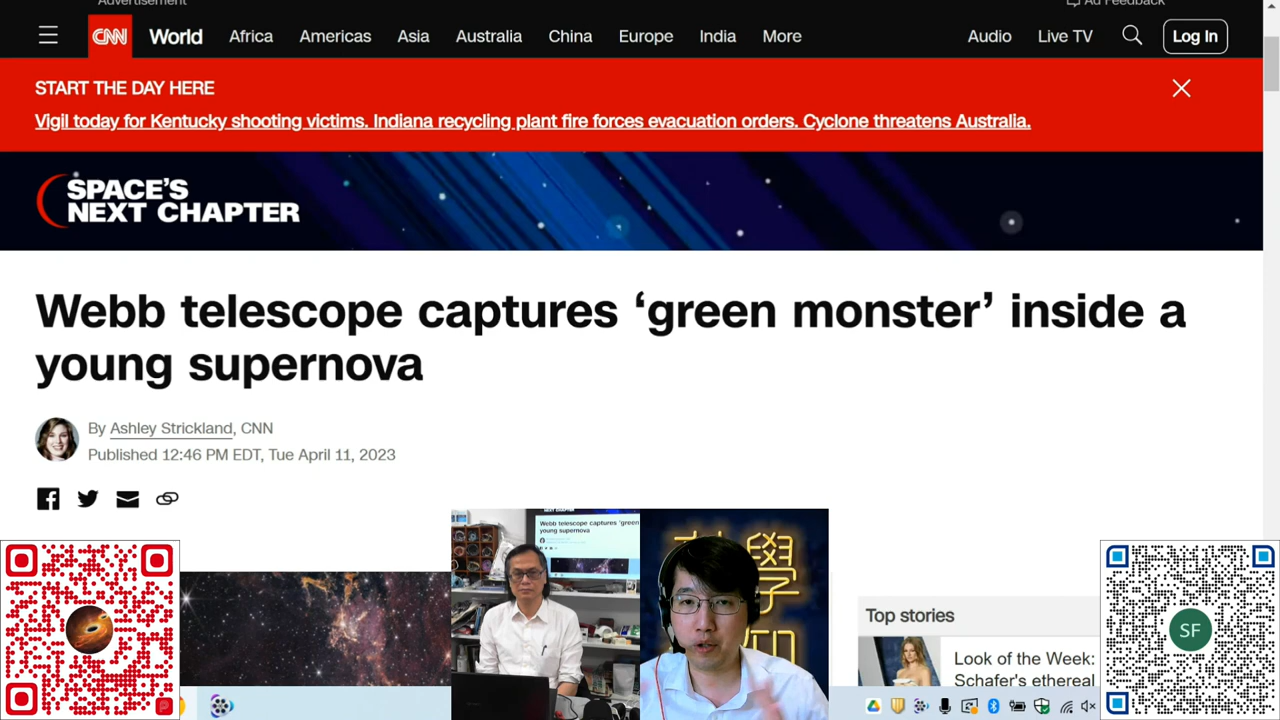 Advertisement
Ad Feedback
CNN World Africa Americas Asia Australia China Europe India More Audio Live TV Log In
START THE DAY HERE
Vigil today for Kentucky shooting victims. Indiana recycling plant fire forces evacuation orders. Cyclone threatens Australia.
SPACE'S
NEXT CHAPTER
Webb telescope captures ‘green monster’ inside a
young supernova
By Ashley Strickland, CNN
Published 12:46 PM EDT, Tue April 11, 2023
Webb telescope captures 'green
young supernova
學
Top stories
SF
Look of the Week:
Schafer's ethereal